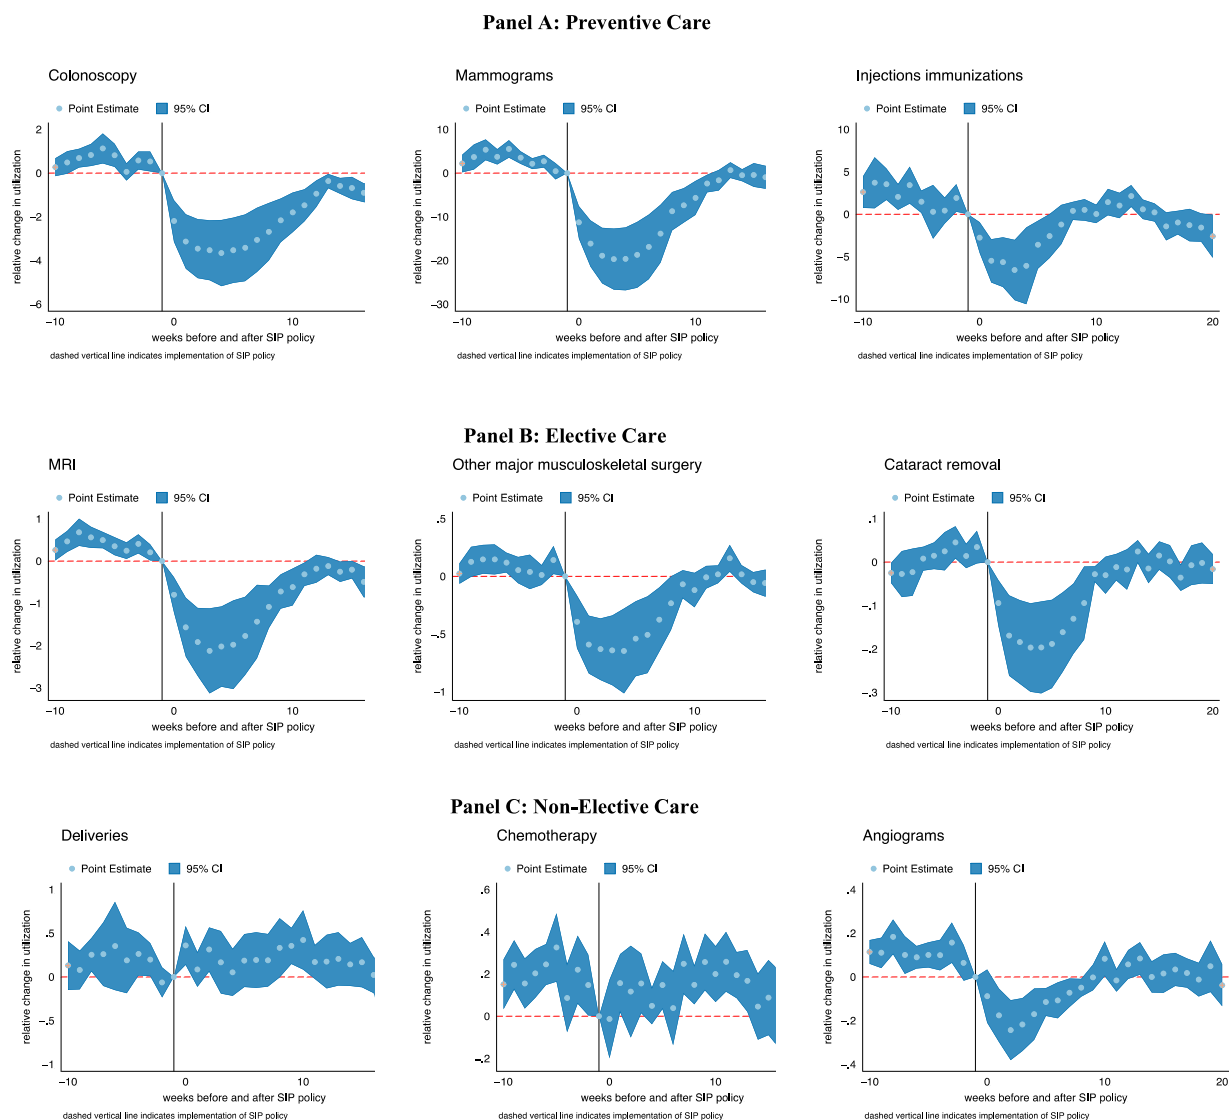 Panel A: Preventive Care
Colonoscopy
Point Estimate 95% CI
relative change in utilization
2
0
−2
−4
−6
−10 0 10
weeks before and after SIP policy
dashed vertical line indicates implementation of SIP policy
Mammograms
Point Estimate 95% CI
relative change in utilization
10
0
−10
−20
−30
−10 0 10
weeks before and after SIP policy
dashed vertical line indicates implementation of SIP policy
Injections immunizations
Point Estimate 95% CI
relative change in utilization
10
5
0
−5
−10
−10 0 10 20
weeks before and after SIP policy
dashed vertical line indicates implementation of SIP policy
Panel B: Elective Care
MRI
Point Estimate 95% CI
relative change in utilization
1
0
−1
−2
−3
−10 0 10
weeks before and after SIP policy
dashed vertical line indicates implementation of SIP policy
Other major musculoskeletal surgery
Point Estimate 95% CI
relative change in utilization
.5
0
−.5
−1
−10 0 10
weeks before and after SIP policy
dashed vertical line indicates implementation of SIP policy
Cataract removal
Point Estimate 95% CI
relative change in utilization
.1
0
−.1
−.2
−.3
−10 0 10 20
weeks before and after SIP policy
dashed vertical line indicates implementation of SIP policy
Panel C: Non-Elective Care
Deliveries
Point Estimate 95% CI
relative change in utilization
1
.5
0
−.5
−1
−10 0 10
weeks before and after SIP policy
dashed vertical line indicates implementation of SIP policy
Chemotherapy
Point Estimate 95% CI
relative change in utilization
.6
.4
.2
0
−.2
−10 0 10
weeks before and after SIP policy
dashed vertical line indicates implementation of SIP policy
Angiograms
Point Estimate 95% CI
relative change in utilization
.4
.2
0
−.2
−.4
−10 0 10 20
weeks before and after SIP policy
dashed vertical line indicates implementation of SIP policy